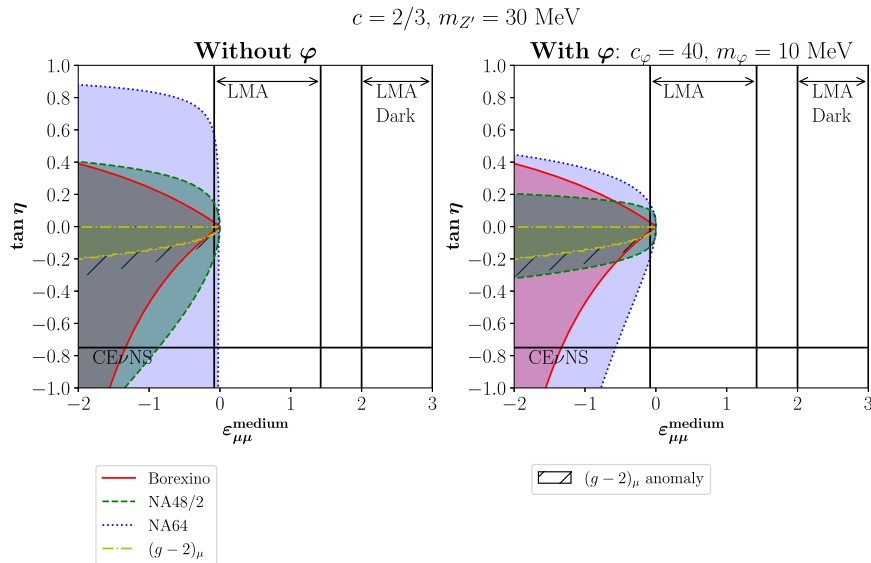 c = 2/3, m_{Z'} = 30 MeV
Without φ
With φ: c_φ = 40, m_φ = 10 MeV
1.0
0.8
0.6
0.4
0.2
0.0
−0.2
−0.4
−0.6
−0.8
−1.0
tan η
LMA
LMA
Dark
CEνNS
−2
−1
0
1
2
3
ε_{μμ}^{medium}
1.0
0.8
0.6
0.4
0.2
0.0
−0.2
−0.4
−0.6
−0.8
−1.0
tan η
LMA
LMA
Dark
CEνNS
−2
−1
0
1
2
3
ε_{μμ}^{medium}
Borexino
NA48/2
NA64
(g − 2)_μ
(g − 2)_μ anomaly